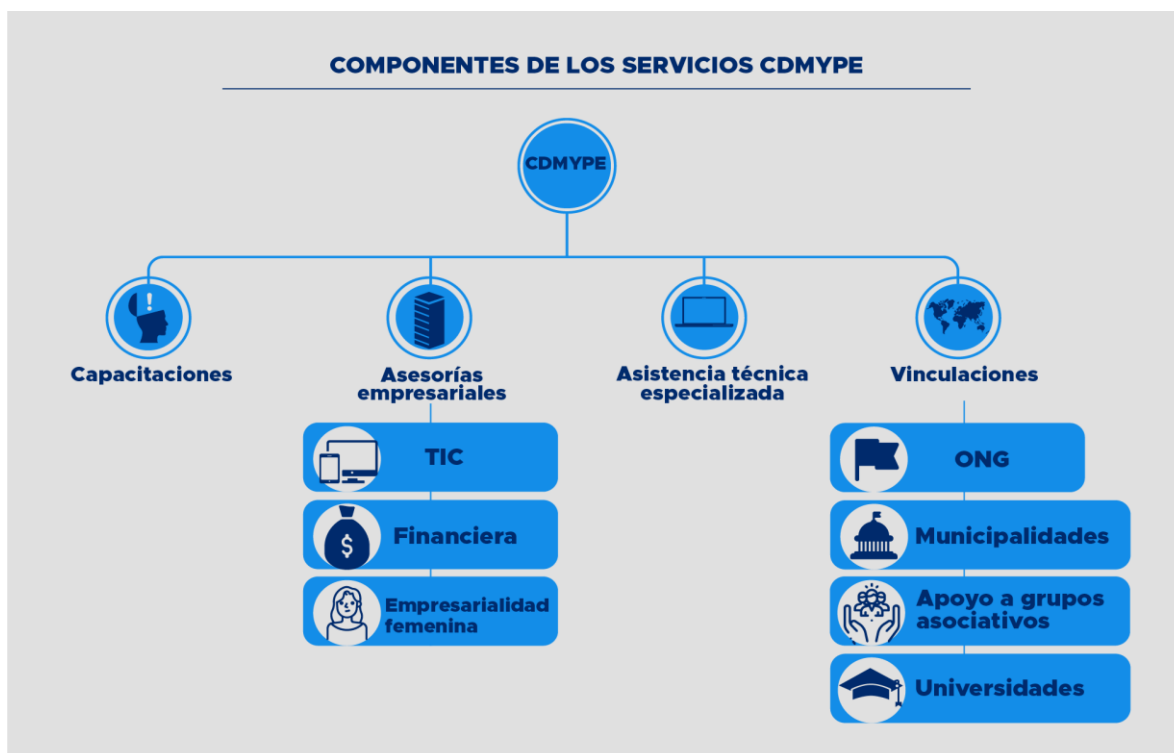 COMPONENTES DE LOS SERVICIOS CDMYPE
CDMYPE
!
Capacitaciones
Asesorías
empresariales
Asistencia técnica
especializada
Vinculaciones
TIC
$
Financiera
Empresarialidad
femenina
ONG
Municipalidades
Apoyo a grupos
asociativos
Universidades